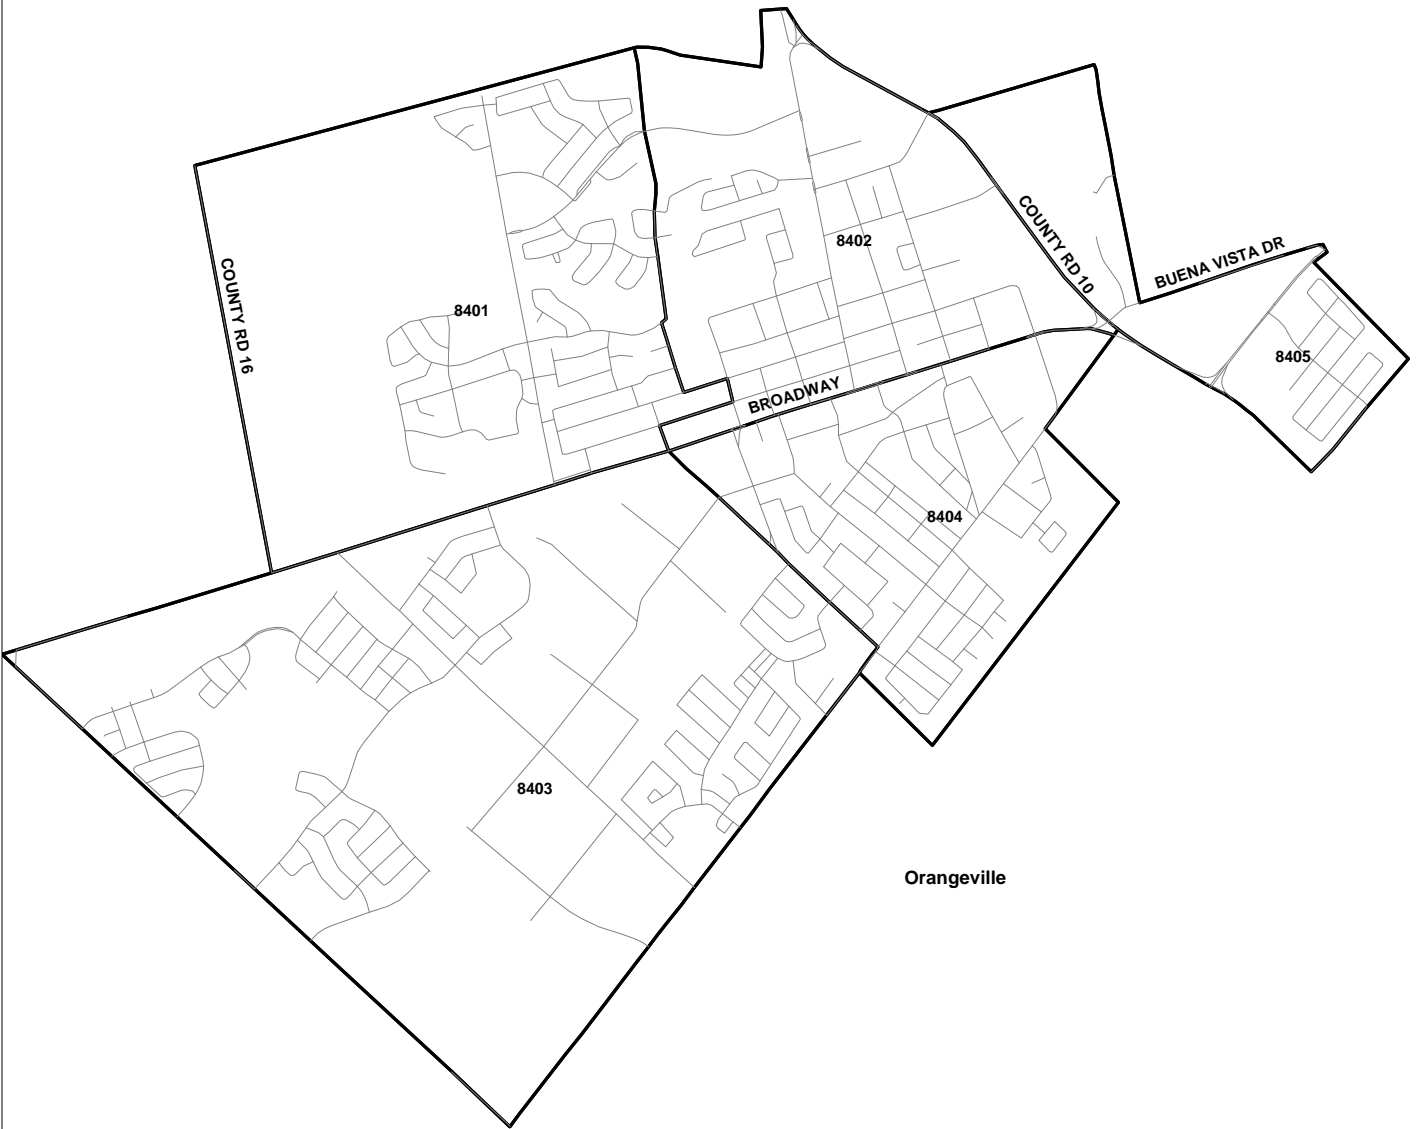 COUNTY RD 10
8402
BUENA VISTA DR
COUNTY RD 16
8401
8405
BROADWAY
8404
8403
Orangeville